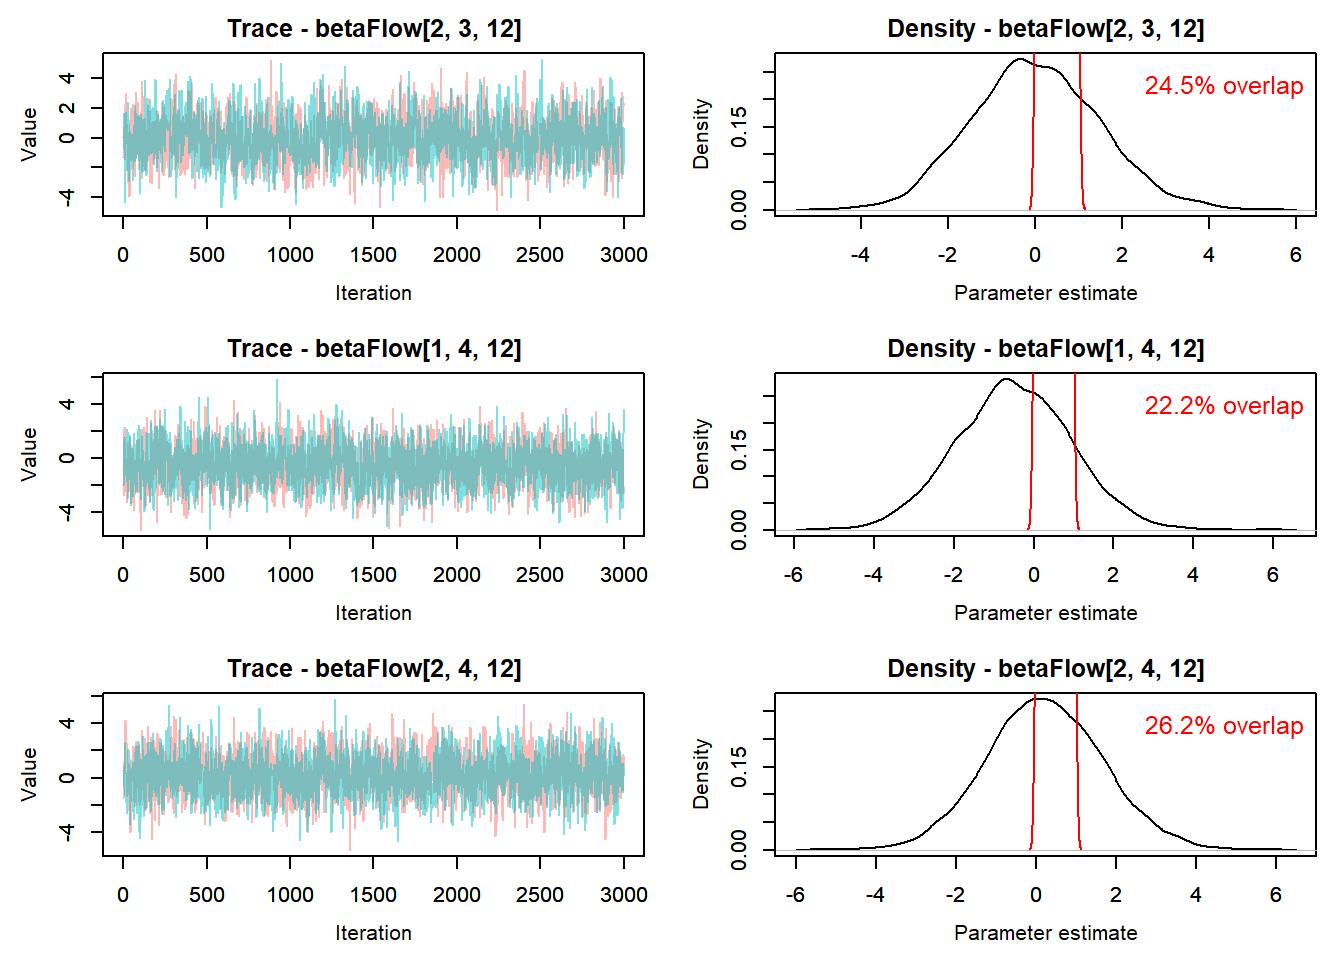 Trace - betaFlow[2, 3, 12]
Value
4
2
0
-4
0 500 1000 1500 2000 2500 3000
Iteration
Density - betaFlow[2, 3, 12]
24.5% overlap
Density
0.15
0.00
-4 -2 0 2 4 6
Parameter estimate
Trace - betaFlow[1, 4, 12]
Value
4
0
-4
0 500 1000 1500 2000 2500 3000
Iteration
Density - betaFlow[1, 4, 12]
22.2% overlap
Density
0.15
0.00
-6 -4 -2 0 2 4 6
Parameter estimate
Trace - betaFlow[2, 4, 12]
Value
4
0
-4
0 500 1000 1500 2000 2500 3000
Iteration
Density - betaFlow[2, 4, 12]
26.2% overlap
Density
0.15
0.00
-6 -4 -2 0 2 4 6
Parameter estimate